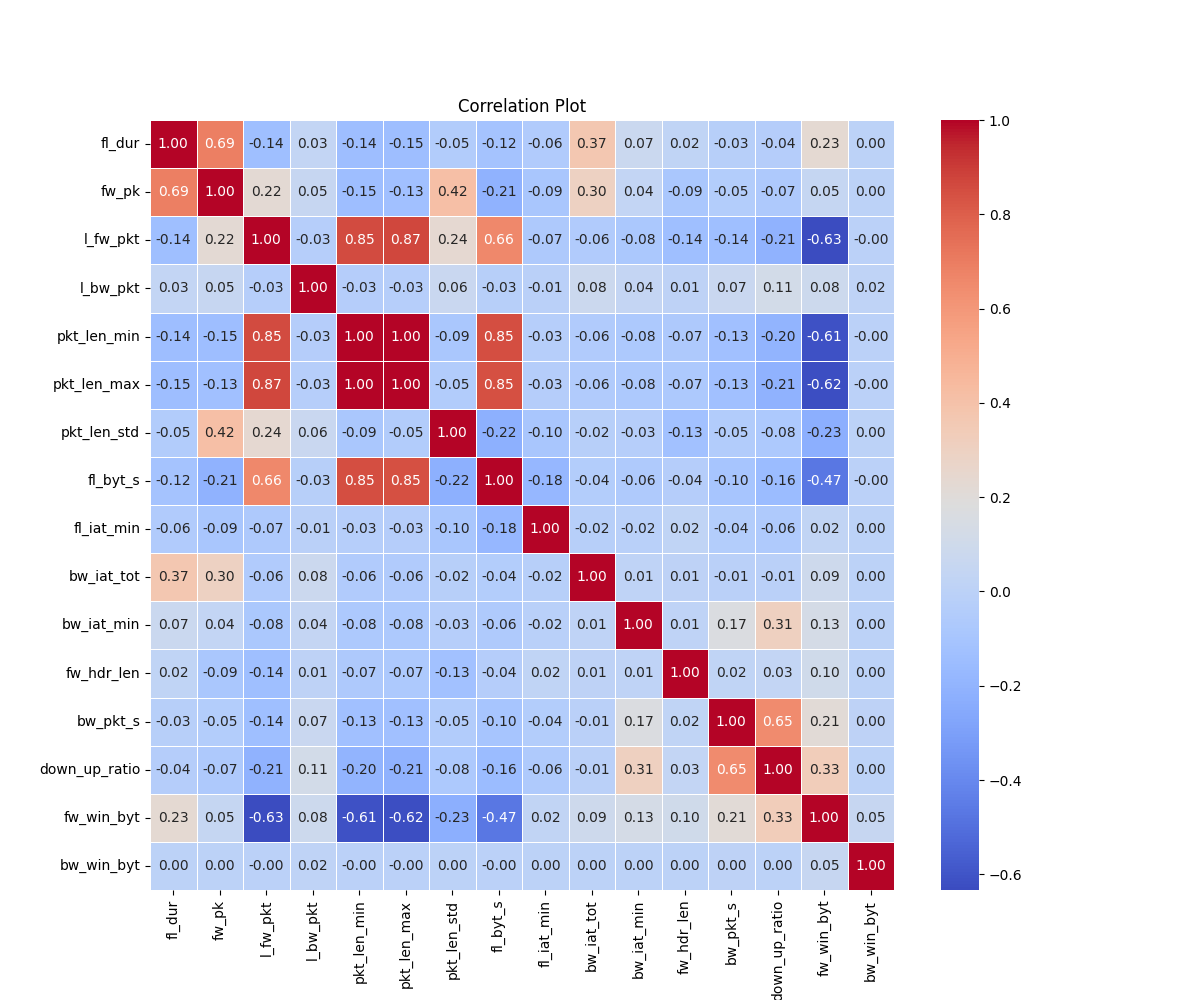 Correlation Plot
fl_dur 1.00 0.69 -0.14 0.03 -0.14 -0.15 -0.05 -0.12 -0.06 0.37 0.07 0.02 -0.03 -0.04 0.23 0.00
fw_pk 0.69 1.00 0.22 0.05 -0.15 -0.13 0.42 -0.21 -0.09 0.30 0.04 -0.09 -0.05 -0.07 0.05 0.00
l_fw_pkt -0.14 0.22 1.00 -0.03 0.85 0.87 0.24 0.66 -0.07 -0.06 -0.08 -0.14 -0.14 -0.21 -0.63 -0.00
l_bw_pkt 0.03 0.05 -0.03 1.00 -0.03 -0.03 0.06 -0.03 -0.01 0.08 0.04 0.01 0.07 0.11 0.08 0.02
pkt_len_min -0.14 -0.15 0.85 -0.03 1.00 1.00 -0.09 0.85 -0.03 -0.06 -0.08 -0.07 -0.13 -0.20 -0.61 -0.00
pkt_len_max -0.15 -0.13 0.87 -0.03 1.00 1.00 -0.05 0.85 -0.03 -0.06 -0.08 -0.07 -0.13 -0.21 -0.62 -0.00
pkt_len_std -0.05 0.42 0.24 0.06 -0.09 -0.05 1.00 -0.22 -0.10 -0.02 -0.03 -0.13 -0.05 -0.08 -0.23 0.00
fl_byt_s -0.12 -0.21 0.66 -0.03 0.85 0.85 -0.22 1.00 -0.18 -0.04 -0.06 -0.04 -0.10 -0.16 -0.47 -0.00
fl_iat_min -0.06 -0.09 -0.07 -0.01 -0.03 -0.03 -0.10 -0.18 1.00 -0.02 -0.02 0.02 -0.04 -0.06 0.02 0.00
bw_iat_tot 0.37 0.30 -0.06 0.08 -0.06 -0.06 -0.02 -0.04 -0.02 1.00 0.01 0.01 -0.01 -0.01 0.09 0.00
bw_iat_min 0.07 0.04 -0.08 0.04 -0.08 -0.08 -0.03 -0.06 -0.02 0.01 1.00 0.01 0.17 0.31 0.13 0.00
fw_hdr_len 0.02 -0.09 -0.14 0.01 -0.07 -0.07 -0.13 -0.04 0.02 0.01 0.01 1.00 0.02 0.03 0.10 0.00
bw_pkt_s -0.03 -0.05 -0.14 0.07 -0.13 -0.13 -0.05 -0.10 -0.04 -0.01 0.17 0.02 1.00 0.65 0.21 0.00
down_up_ratio -0.04 -0.07 -0.21 0.11 -0.20 -0.21 -0.08 -0.16 -0.06 -0.01 0.31 0.03 0.65 1.00 0.33 0.00
fw_win_byt 0.23 0.05 -0.63 0.08 -0.61 -0.62 -0.23 -0.47 0.02 0.09 0.13 0.10 0.21 0.33 1.00 0.05
bw_win_byt 0.00 0.00 -0.00 0.02 -0.00 -0.00 0.00 -0.00 0.00 0.00 0.00 0.00 0.00 0.00 0.05 1.00
fl_dur
fw_pk
l_fw_pkt
l_bw_pkt
pkt_len_min
pkt_len_max
pkt_len_std
fl_byt_s
fl_iat_min
bw_iat_tot
bw_iat_min
fw_hdr_len
bw_pkt_s
down_up_ratio
fw_win_byt
bw_win_byt
1.0
0.8
0.6
0.4
0.2
0.0
−0.2
−0.4
−0.6